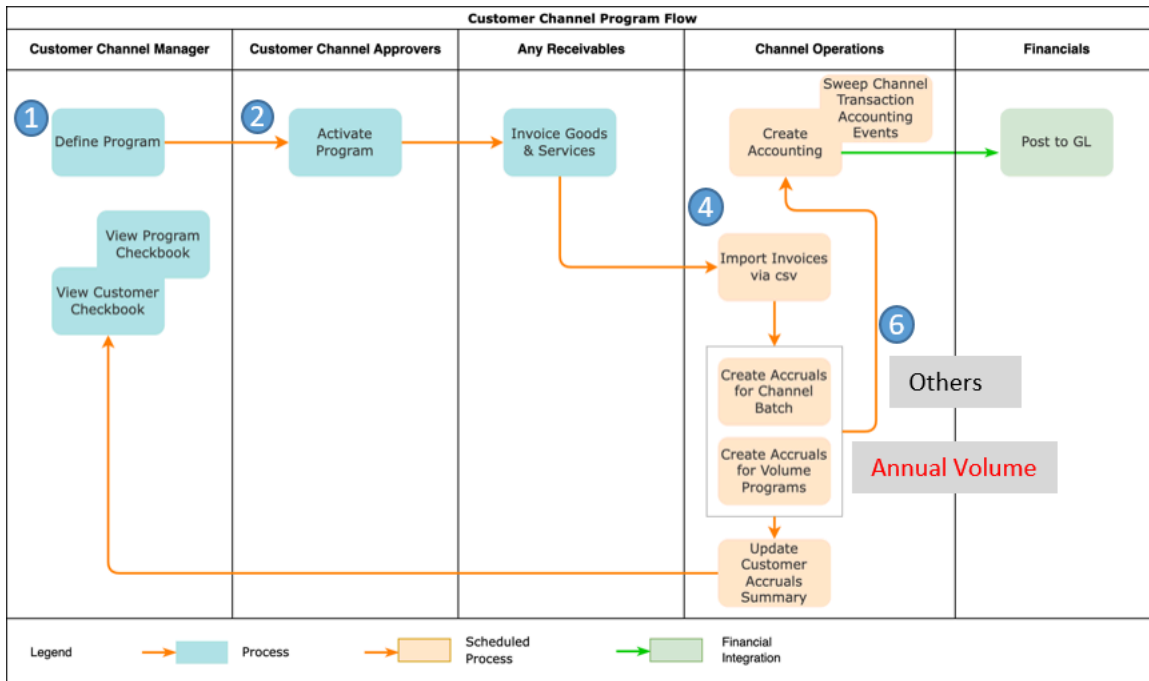 Customer Channel Program Flow
Customer Channel Manager
Customer Channel Approvers
Any Receivables
Channel Operations
Financials
1
Define Program
2
Activate
Program
Invoice Goods
& Services
Sweep Channel
Transaction
Accounting
Events
Create
Accounting
Post to GL
View Program
Checkbook
View Customer
Checkbook
4
Import Invoices
via csv
6
Create Accruals
for Channel
Batch
Others
Create Accruals
for Volume
Programs
Annual Volume
Update
Customer
Accruals
Summary
Legend
Process
Scheduled
Process
Financial
Integration